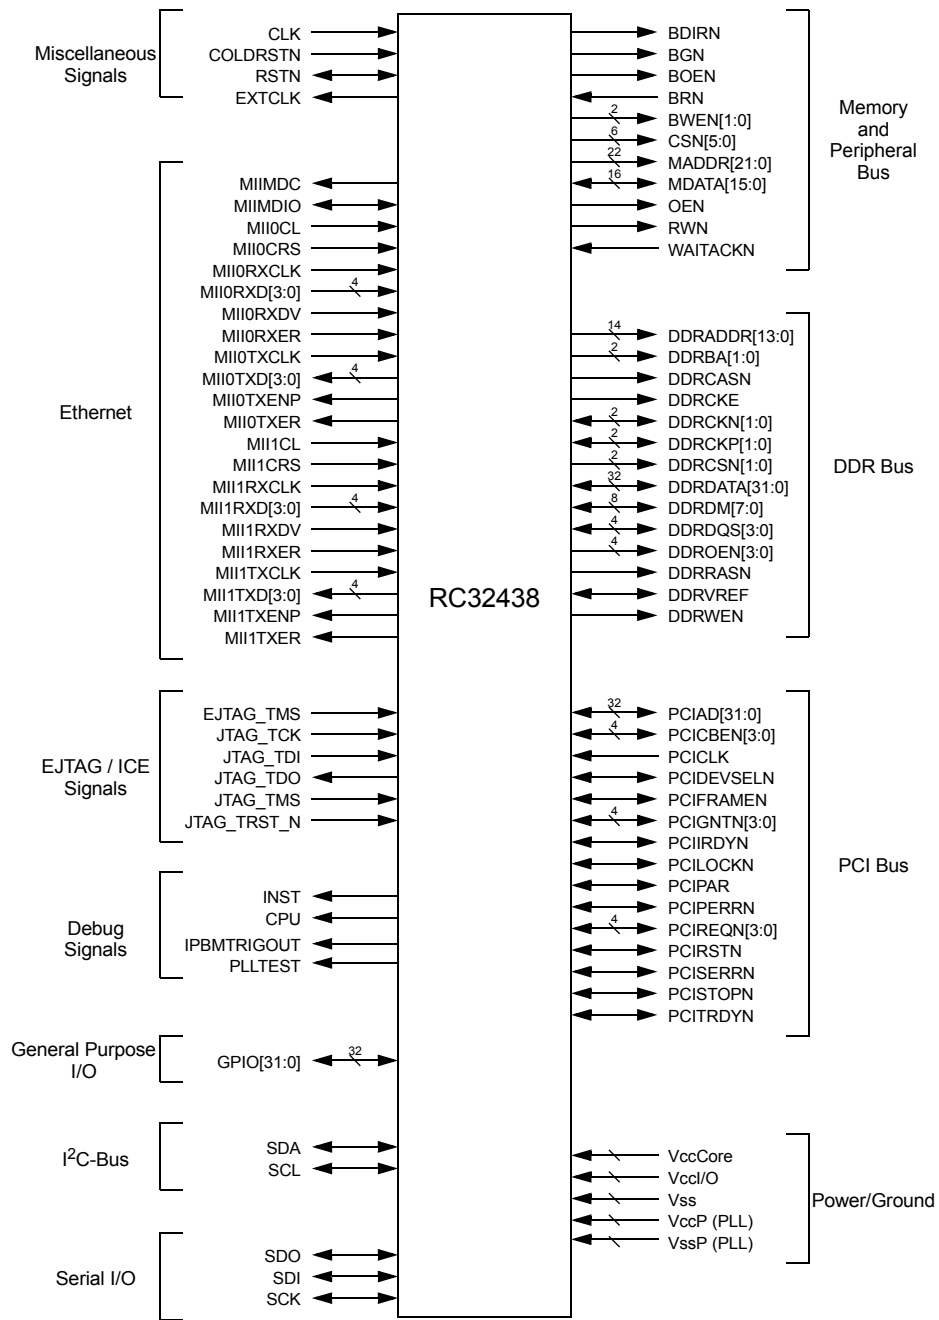 Miscellaneous
Signals
CLK
COLDRSTN
RSTN
EXTCLK
Ethernet
MIIMDC
MIIMDIO
MII0CL
MII0CRS
MII0RXCLK
MII0RXD[3:0]
4
MII0RXDV
MII0RXER
MII0TXCLK
MII0TXD[3:0]
4
MII0TXENP
MII0TXER
MII1CL
MII1CRS
MII1RXCLK
MII1RXD[3:0]
4
MII1RXDV
MII1RXER
MII1TXCLK
MII1TXD[3:0]
4
MII1TXENP
MII1TXER
EJTAG / ICE
Signals
EJTAG_TMS
JTAG_TCK
JTAG_TDI
JTAG_TDO
JTAG_TMS
JTAG_TRST_N
Debug
Signals
INST
CPU
IPBMTRIGOUT
PLLTEST
General Purpose
I/O
GPIO[31:0]
32
I2C-Bus
SDA
SCL
Serial I/O
SDO
SDI
SCK
RC32438
BDIRN
BGN
BOEN
BRN
2
BWEN[1:0]
6
CSN[5:0]
22
MADDR[21:0]
16
MDATA[15:0]
OEN
RWN
WAITACKN
Memory
and
Peripheral
Bus
14
DDRADDR[13:0]
2
DDRBA[1:0]
DDRCASN
DDRCKE
2
DDRCKN[1:0]
2
DDRCKP[1:0]
2
DDRCSN[1:0]
32
DDRDATA[31:0]
8
DDRDM[7:0]
4
DDRDQS[3:0]
4
DDROEN[3:0]
DDRRASN
DDRVREF
DDRWEN
DDR Bus
32
PCIAD[31:0]
4
PCICBEN[3:0]
PCICLK
PCIDEVSELN
PCIFRAMEN
4
PCIGNTN[3:0]
PCIIRDYN
PCILOCKN
PCIPAR
PCIPERRN
4
PCIREQN[3:0]
PCIRSTN
PCISERRN
PCISTOPN
PCITRDYN
PCI Bus
VccCore
VccI/O
Vss
VccP (PLL)
VssP (PLL)
Power/Ground